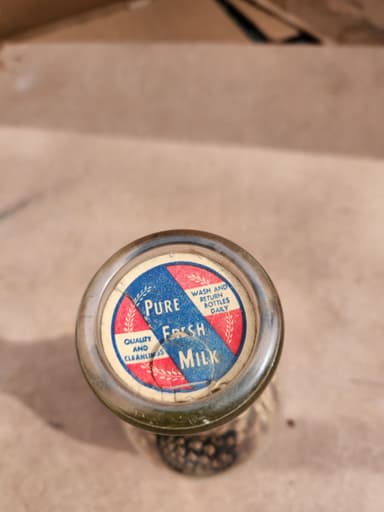 PURE
FRESH
MILK
WASH AND
RETURN
BOTTLES
DAILY
QUALITY
AND
CLEANLINESS